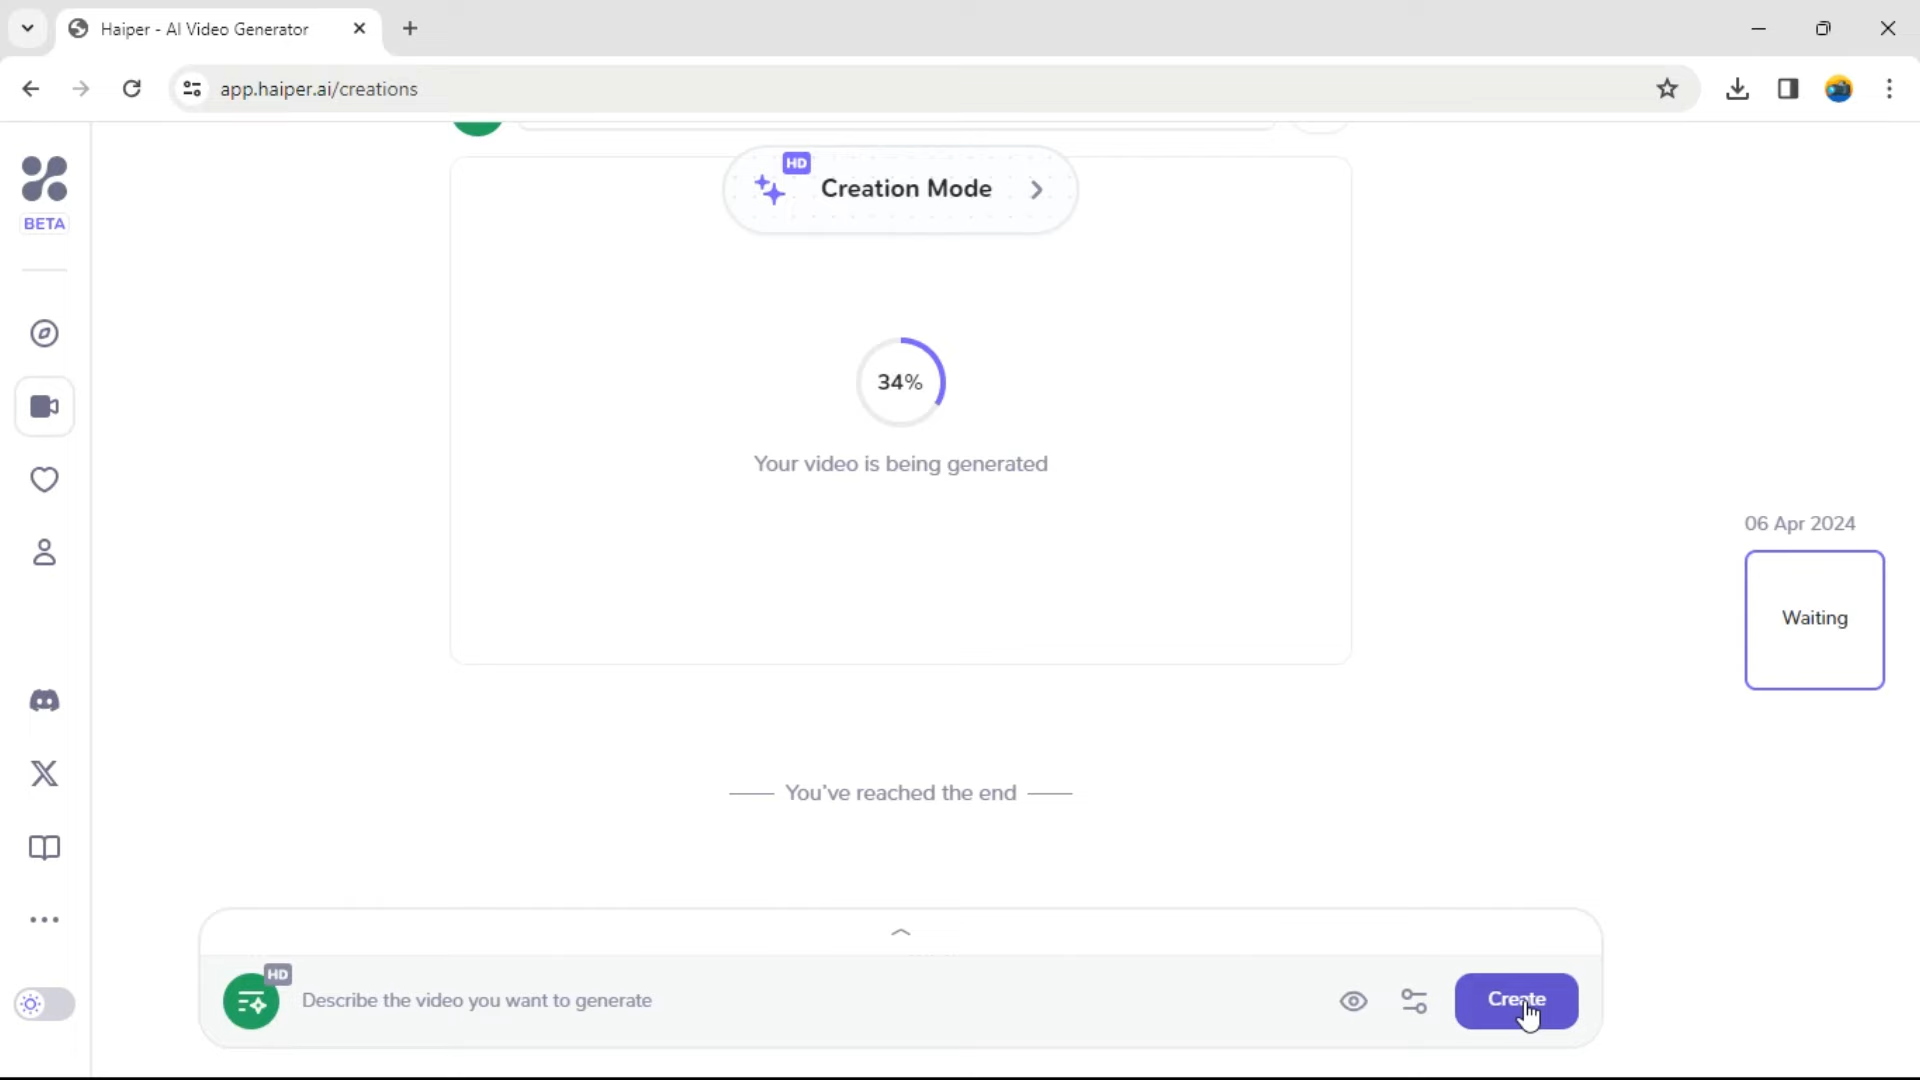 Haiper - AI Video Generator
app.haiper.ai/creations
BETA
HD
Creation Mode
34%
Your video is being generated
06 Apr 2024
Waiting
You've reached the end
HD
Describe the video you want to generate
Create